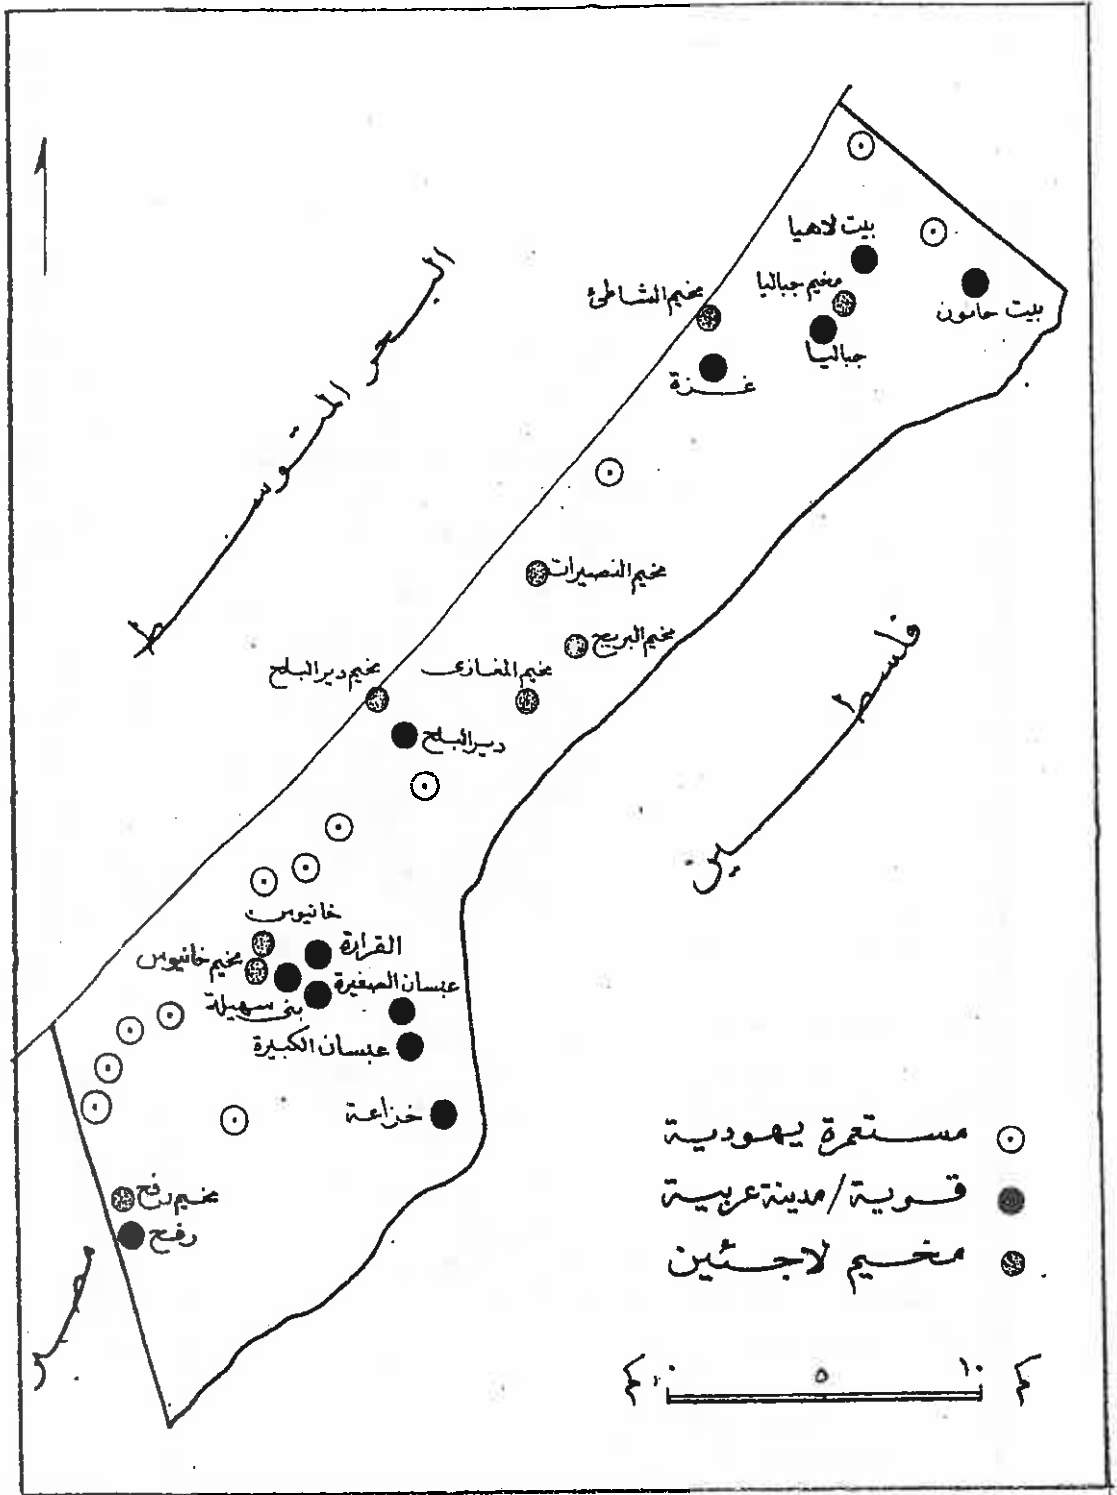 البحر المتوسط
بيت لاهيا
مخيم جباليا
بيت حانون
مخيم الشاطئ
جباليا
غزة
مخيم النصيرات
مخيم البريج
مخيم المغازى
مخيم دير البلح
دير البلح
فلسطين
خانيونس
القرارة
مخيم خانيونس
عبسان الصغيرة
بنى سهيلة
عبسان الكبيرة
خزاعة
مخيم رفح
رفح
مصر
مستعمرة يهودية
قرية/مدينة عربية
مخيم لاجئين
كم ٠ ٥ ١٠ كم